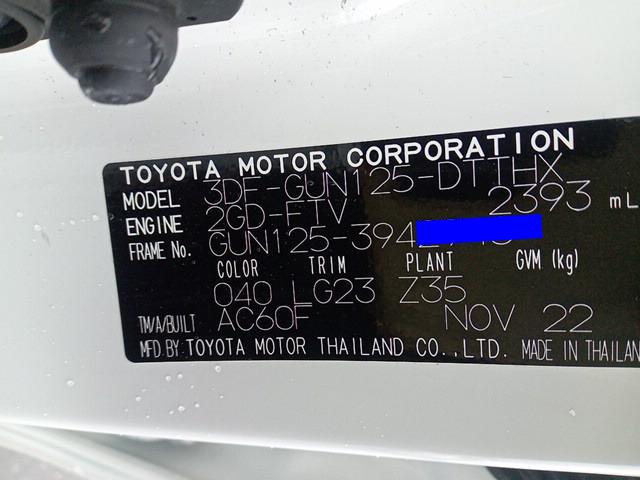 TOYOTA MOTOR CORPORATION
MODEL 3DF-GUN125-DTTHX
ENGINE 2GD-FTV 2393 mL
FRAME No. GUN125-394
COLOR TRIM PLANT GVM (kg)
040 LG23 Z35
TM/A/BUILT AC60F NOV 22
MFD.BY:TOYOTA MOTOR THAILAND CO.,LTD. MADE IN THAILAN